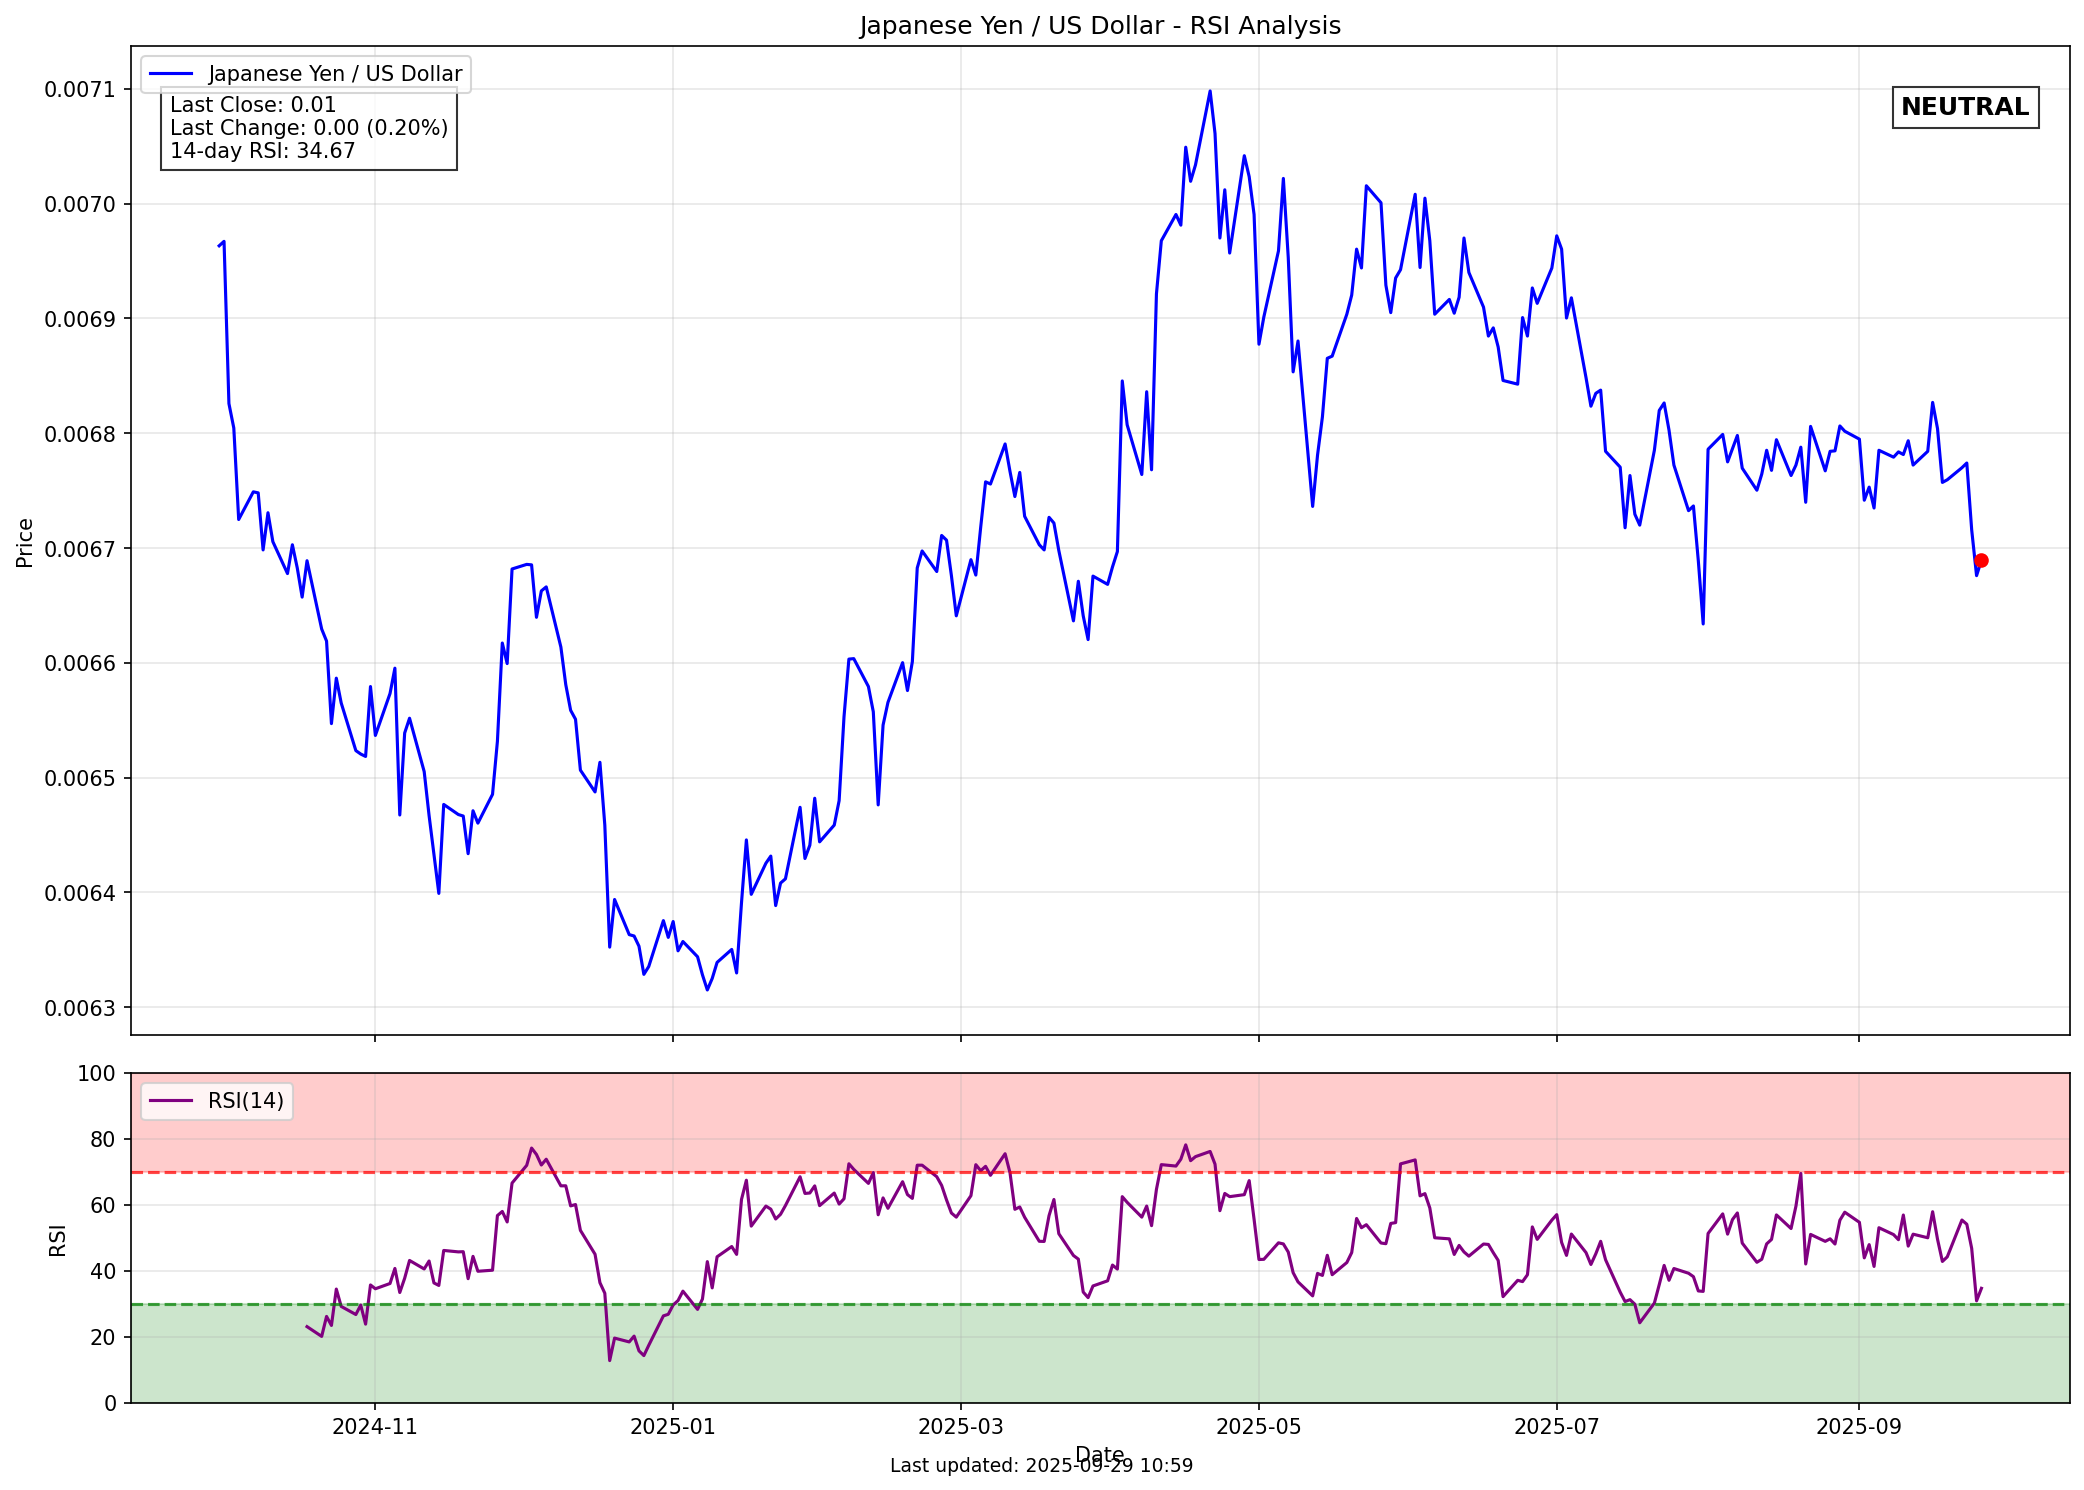 Japanese Yen / US Dollar - RSI Analysis
Japanese Yen / US Dollar
Last Close: 0.01
Last Change: 0.00 (0.20%)
14-day RSI: 34.67
NEUTRAL
0.0071
0.0070
0.0069
0.0068
0.0067
0.0066
0.0065
0.0064
0.0063
Price
RSI(14)
100
80
60
40
20
0
RSI
2024-11 2025-01 2025-03 2025-05 2025-07 2025-09
Date
Last updated: 2025-09-29 10:59